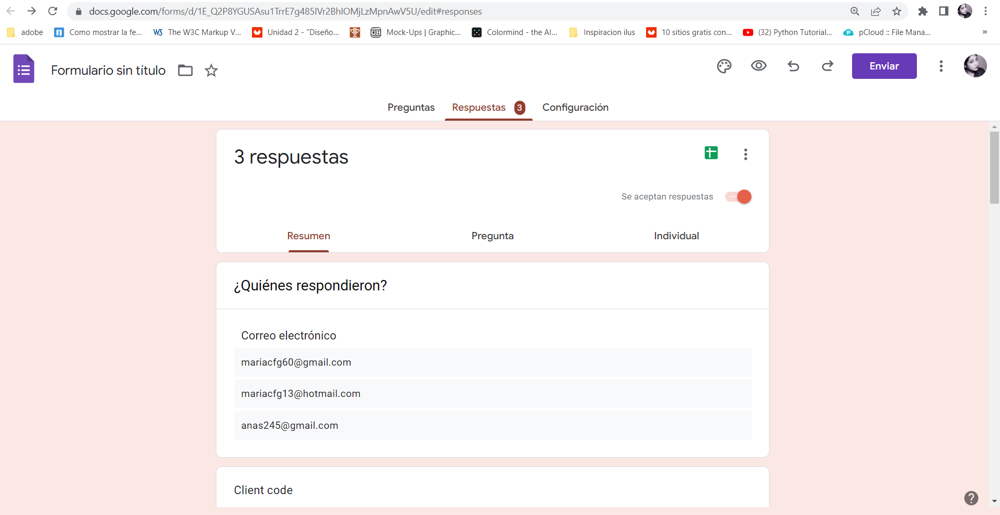 docs.google.com/forms/d/1E_Q2P8YGUSAsu1TrrE7g485IVr2BhIOMjLzMpnAwV5U/edit#responses
adobe Como mostrar la fe... W3 The W3C Markup V... Unidad 2 - "Diseño... GB Mock-Ups | Graphic... Colormind - the AI... Inspiracion ilus 10 sitios gratis con... (32) Python Tutorial... pCloud :: File Mana... »
Formulario sin título
Enviar
Preguntas Respuestas 3 Configuración
3 respuestas
Se aceptan respuestas
Resumen Pregunta Individual
¿Quiénes respondieron?
Correo electrónico
mariacfg60@gmail.com
mariacfg13@hotmail.com
anas245@gmail.com
Client code